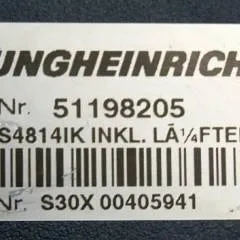 UNGHEINRICH
Nr. 51198205
S4814IK INKL. LÃ¼FTE
Nr. S30X 00405941